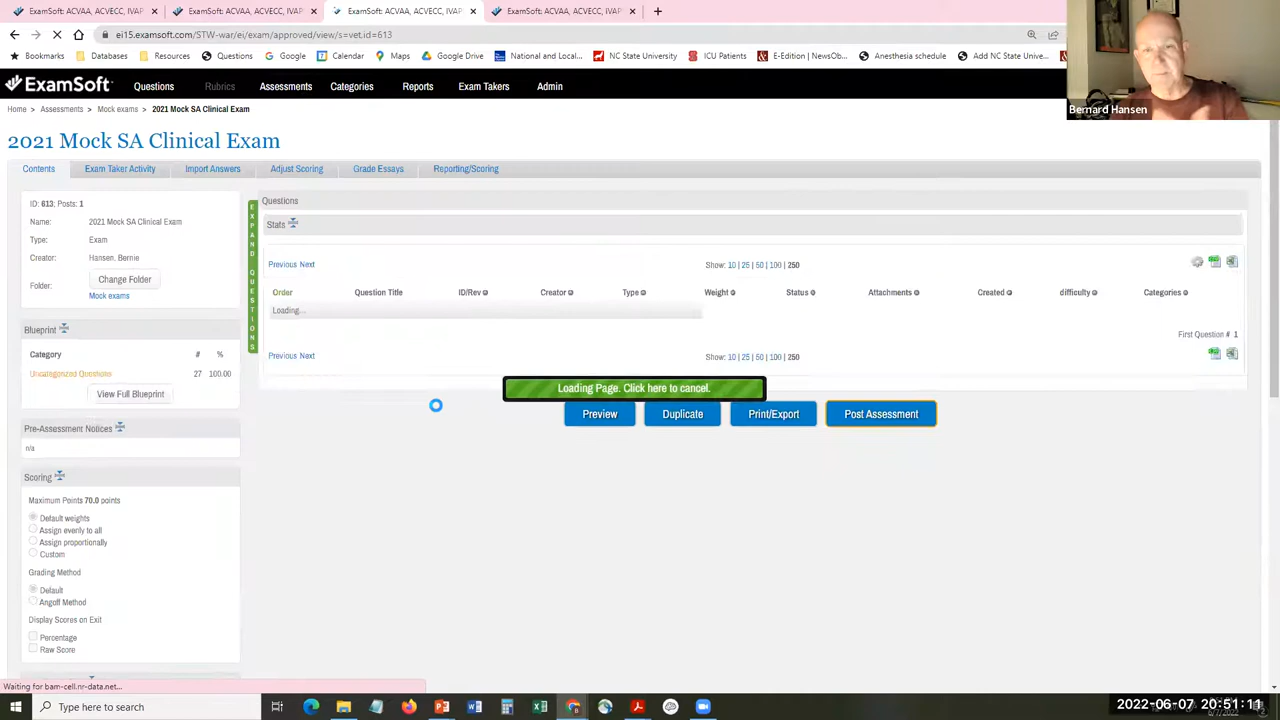 ExamSoft: ACVAA, ACVECC, IVAP
ExamSoft: ACVAA, ACVECC, IVAP
ExamSoft: ACVAA, ACVECC, IVAP
ExamSoft: ACVAA, ACVECC, IVAP
ei15.examsoft.com/STW-war/ei/exam/approved/view/s=vet.id=613
Bookmarks Databases Resources Questions Google Calendar Maps Google Drive National and Local... NC State University ICU Patients E-Edition | NewsOb... Anesthesia schedule Add NC State Unive...
Bernard Hansen
ExamSoft Questions Rubrics Assessments Categories Reports Exam Takers Admin
Home > Assessments > Mock exams > 2021 Mock SA Clinical Exam
2021 Mock SA Clinical Exam
Contents Exam Taker Activity Import Answers Adjust Scoring Grade Essays Reporting/Scoring
ID: 613: Posts: 1
Name: 2021 Mock SA Clinical Exam
Type: Exam
Creator: Hansen, Bernie
Folder: Change Folder
Mock exams
Blueprint
Category # %
Uncategorized Questions 27 100.00
View Full Blueprint
Pre-Assessment Notices
n/a
Scoring
Maximum Points 70.0 points
Default weights
Assign evenly to all
Assign proportionally
Custom
Grading Method
Default
Angoff Method
Display Scores on Exit
Percentage
Raw Score
EXPAND QUESTIONS
Questions
Stats
Previous Next Show: 10 | 25 | 50 | 100 | 250
Order Question Title ID/Rev Creator Type Weight Status Attachments Created difficulty Categories
Loading...
First Question # 1
Previous Next Show: 10 | 25 | 50 | 100 | 250
Loading Page. Click here to cancel.
Preview Duplicate Print/Export Post Assessment
Waiting for bam-cell.nr-data.net...
Type here to search
2022-06-07 20:51:11